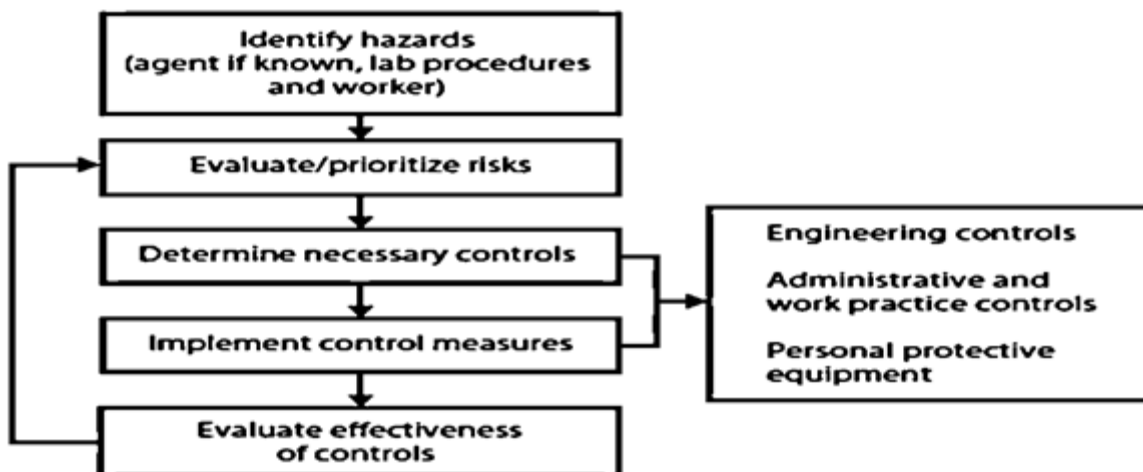 Identify hazards
(agent if known, lab procedures
and worker)
Evaluate/prioritize risks
Determine necessary controls
Implement control measures
Evaluate effectiveness
of controls
Engineering controls
Administrative and
work practice controls
Personal protective
equipment